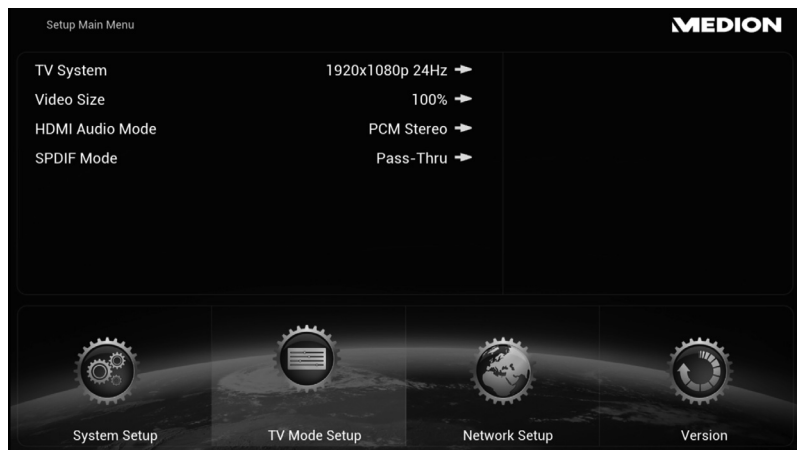 Setup Main Menu
MEDION
TV System 1920x1080p 24Hz
Video Size 100%
HDMI Audio Mode PCM Stereo
SPDIF Mode Pass-Thru
System Setup
TV Mode Setup
Network Setup
Version